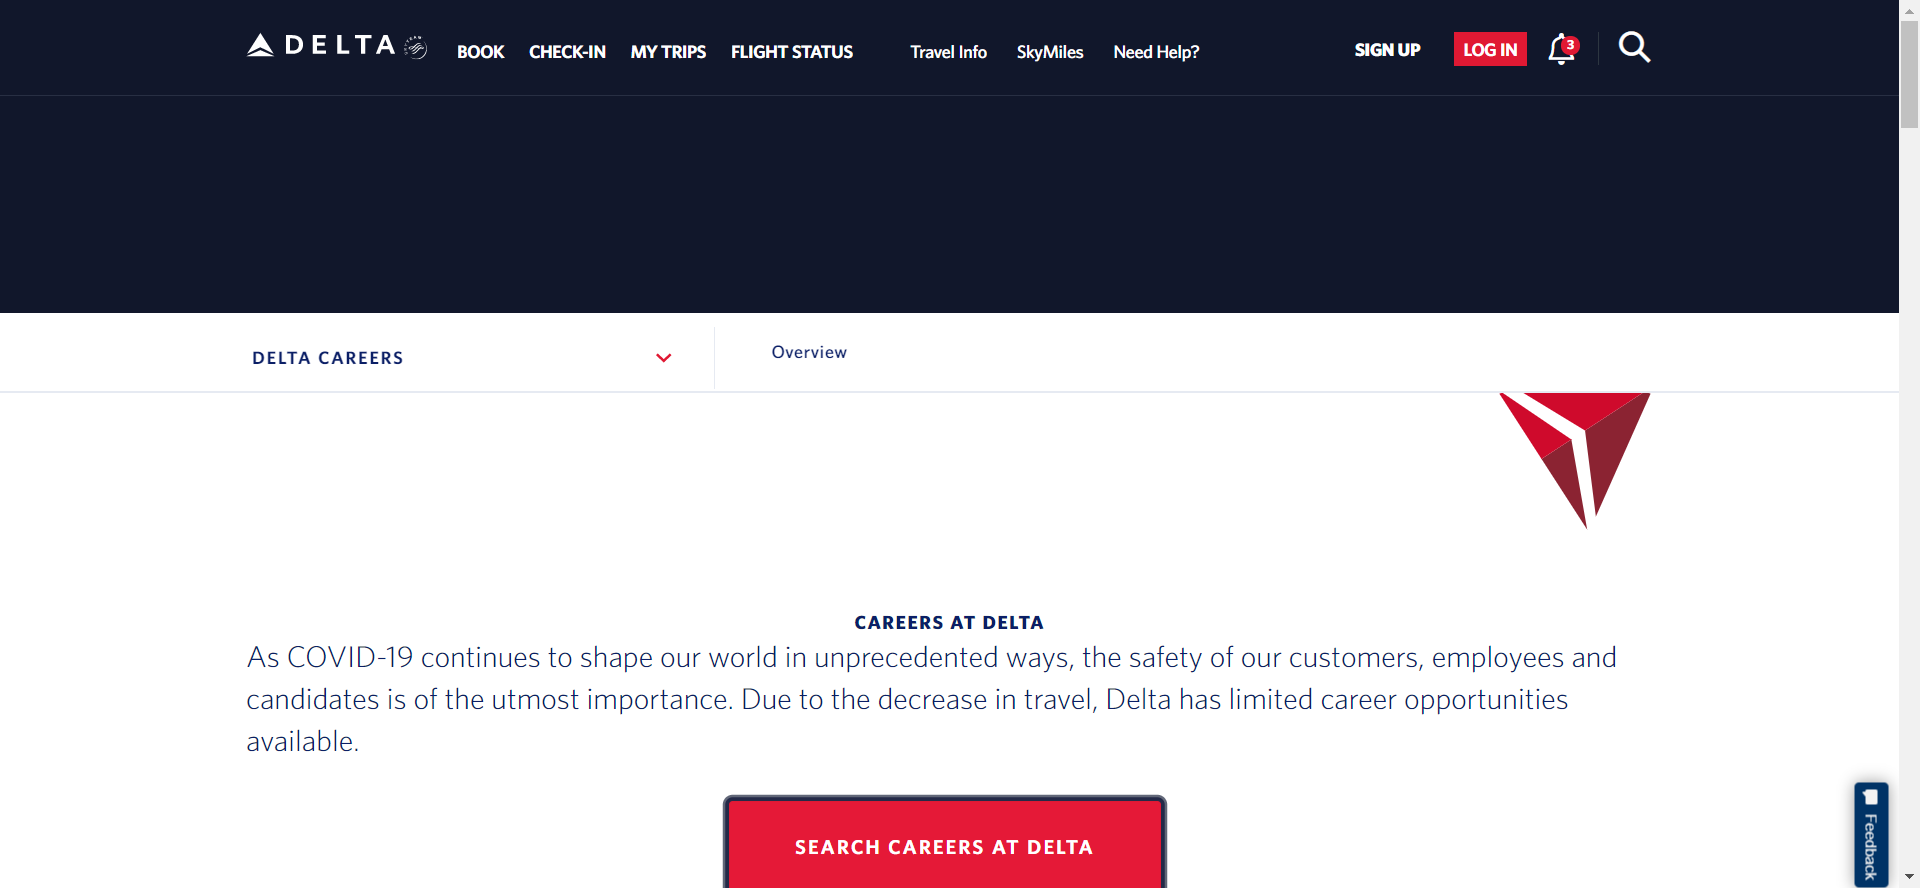 DELTA
BOOK
CHECK-IN
MY TRIPS
FLIGHT STATUS
Travel Info
SkyMiles
Need Help?
SIGN UP
LOG IN
3
DELTA CAREERS
Overview
CAREERS AT DELTA
As COVID-19 continues to shape our world in unprecedented ways, the safety of our customers, employees and
candidates is of the utmost importance. Due to the decrease in travel, Delta has limited career opportunities
available.
SEARCH CAREERS AT DELTA
Feedback